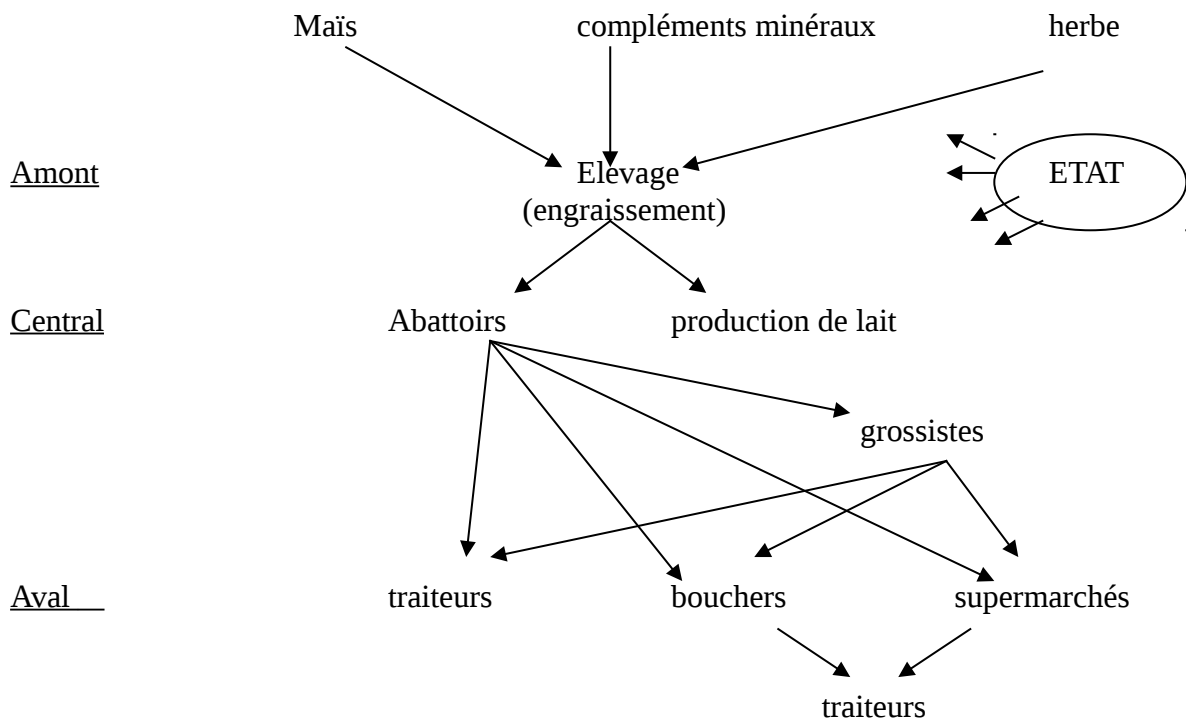 Maïs compléments minéraux herbe
Amont Elevage ETAT
(engraissement)
Central Abattoirs production de lait
grossistes
Aval traiteurs bouchers supermarchés
traiteurs